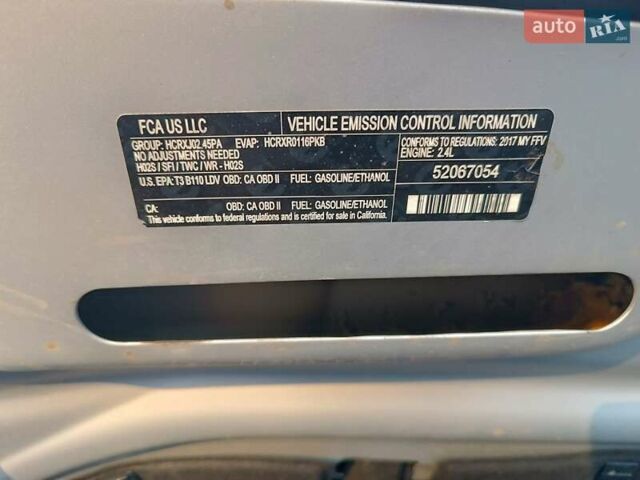 auto RIA
.com
FCA US LLC
VEHICLE EMISSION CONTROL INFORMATION
GROUP: HCRXJ02.45PA EVAP: HCRXR0116PKB
NO ADJUSTMENTS NEEDED
H02S / SFI / TWC / WR - H02S
CONFORMS TO REGULATIONS: 2017 MY FFV
ENGINE: 2.4L
U.S. EPA: T3 B110 LDV OBD: CA OBD II FUEL: GASOLINE/ETHANOL
52067054
CA: OBD: CA OBD II FUEL: GASOLINE/ETHANOL
This vehicle conforms to federal regulations and is certified for sale in California.